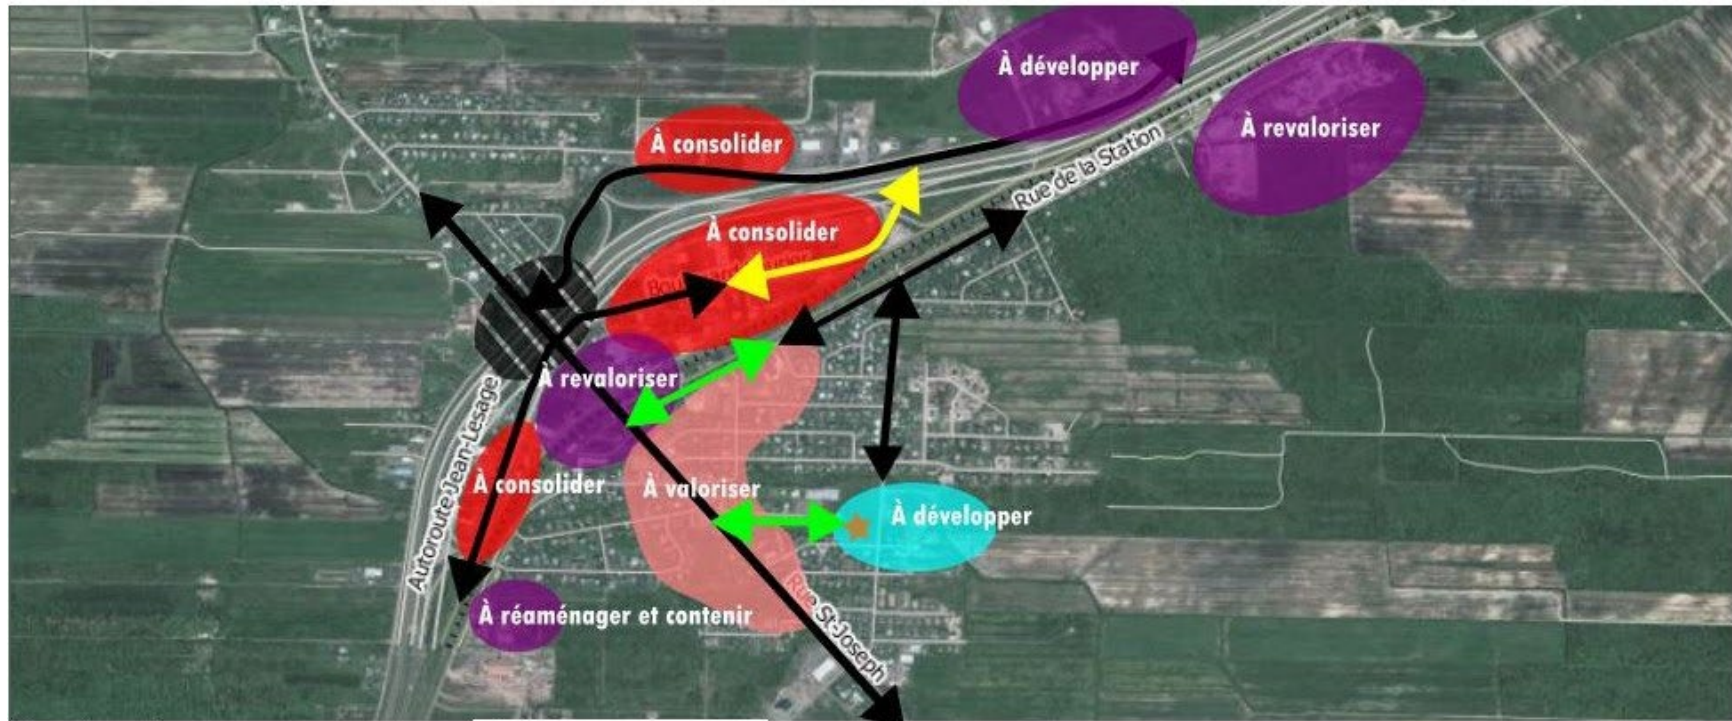 À développer
À revaloriser
À consolider
Rue de la Station
À consolider
À revaloriser
Autoroute Jean-Lesage
À consolider
À valoriser
À développer
Rue St-Joseph
À réaménager et contenir